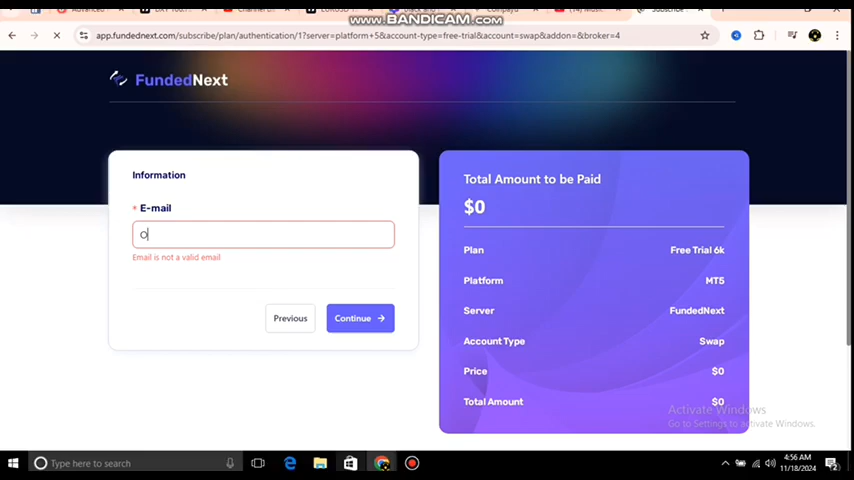 www.BANDICAM.com
Advanced
Channel
app.fundednext.com/subscribe/plan/authentication/1?server=platform+5&account-type=free-trial&account=swap&addon=&broker=4
FundedNext
Information
* E-mail
O
Email is not a valid email
Previous
Continue →
Total Amount to be Paid
$0
Plan Free Trial 6k
Platform MT5
Server FundedNext
Account Type Swap
Price $0
Total Amount $0
Activate Windows
Go to Settings to activate Windows.
Type here to search
4:56 AM
11/18/2024
2